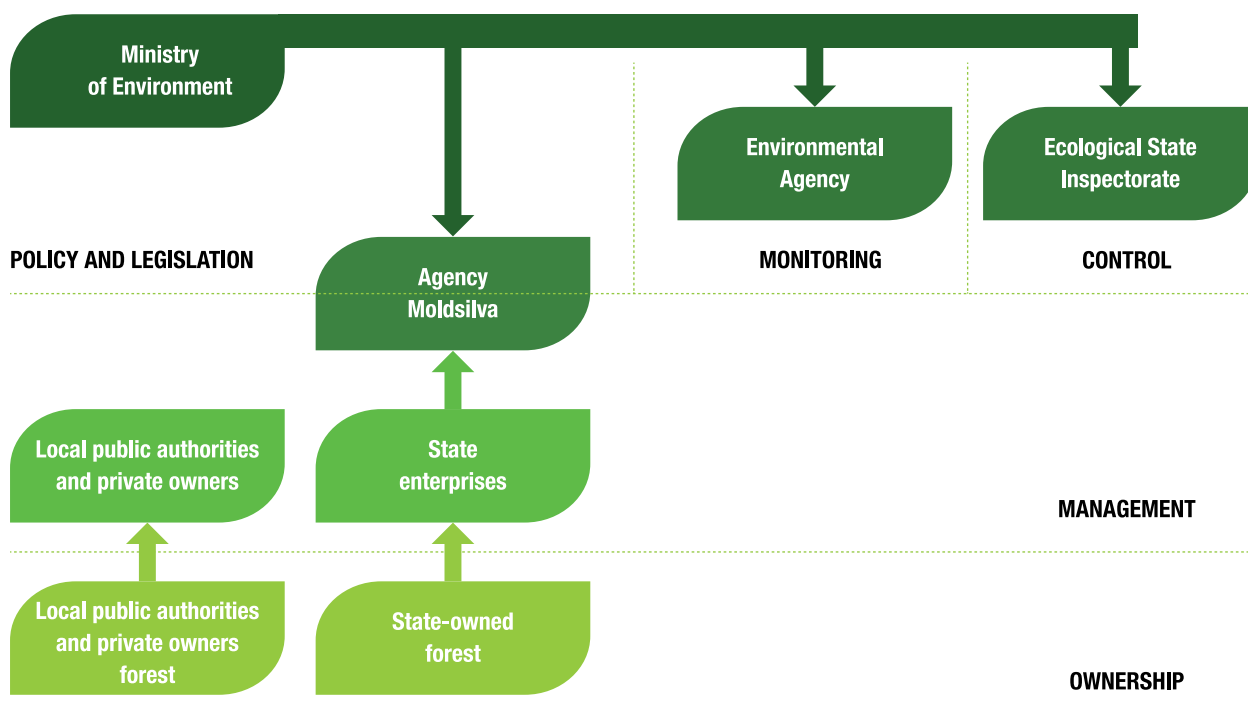 Ministry
of Environment
Environmental
Agency
Ecological State
Inspectorate
POLICY AND LEGISLATION
Agency
Moldsilva
MONITORING
CONTROL
Local public authorities
and private owners
State
enterprises
MANAGEMENT
Local public authorities
and private owners
forest
State-owned
forest
OWNERSHIP